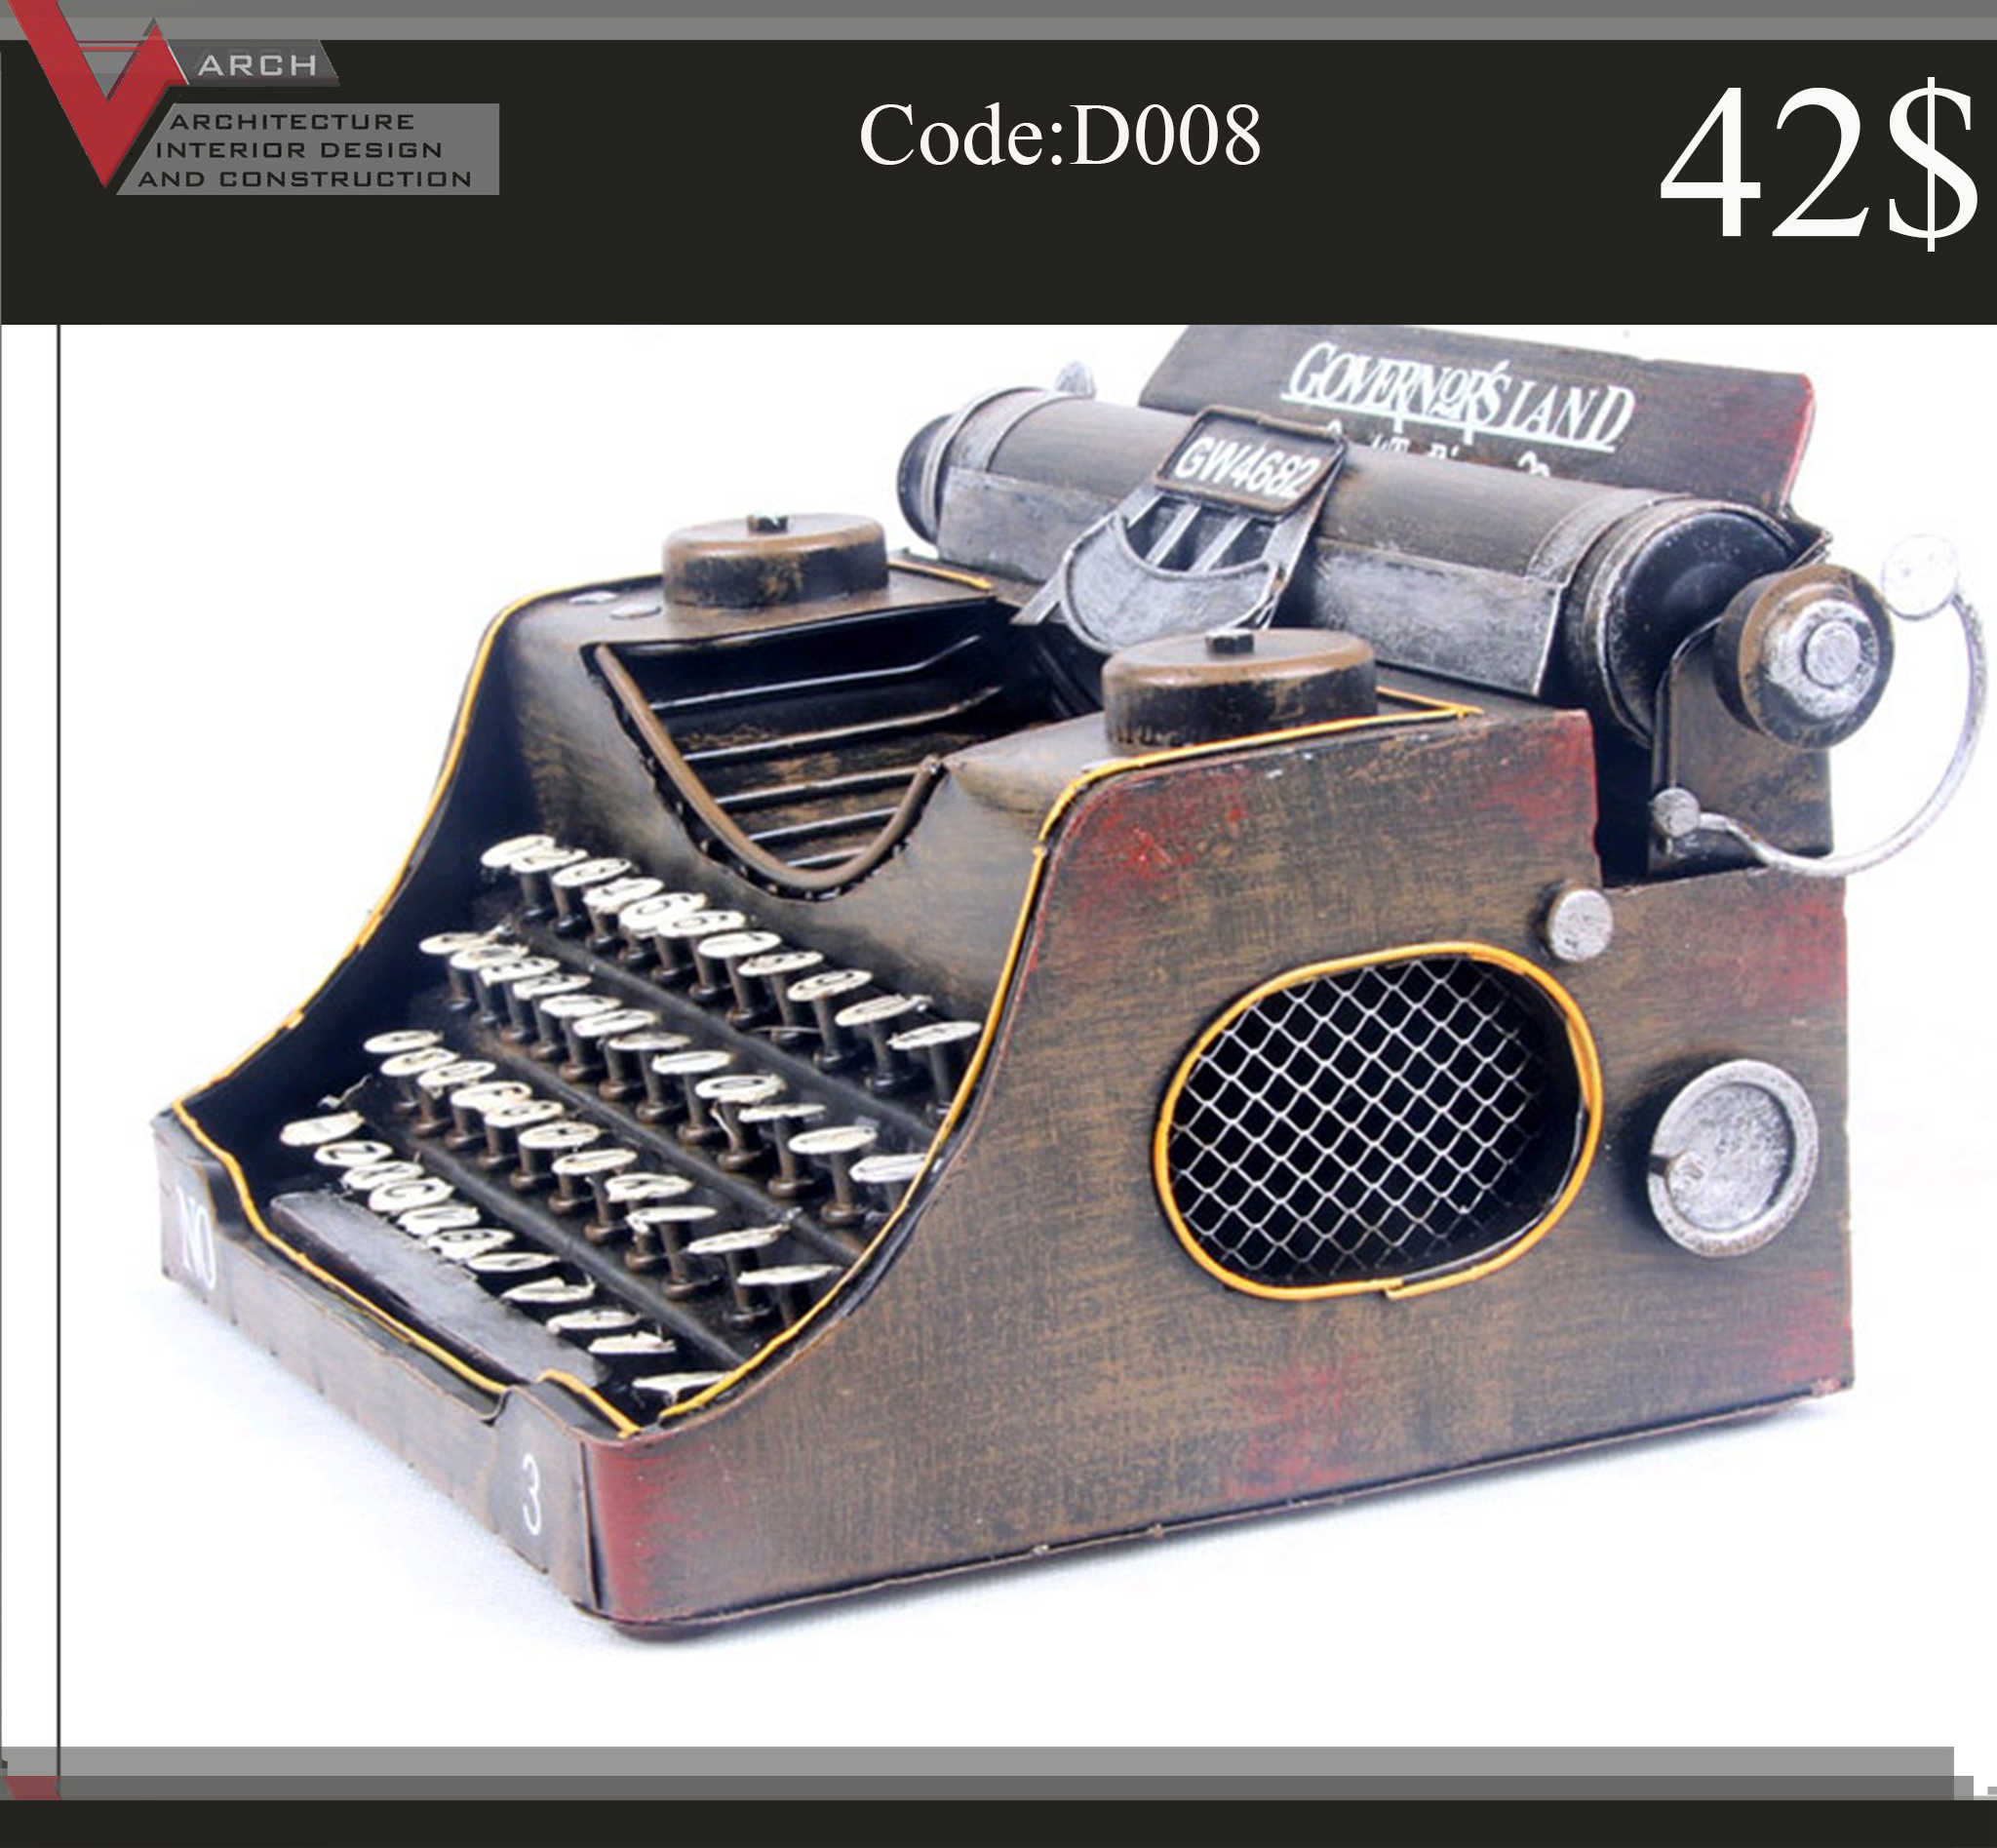 ARCH
ARCHITECTURE
INTERIOR DESIGN
AND CONSTRUCTION
Code:D008
42$
GOVERNOR'S LAND
GW4682
NO
3